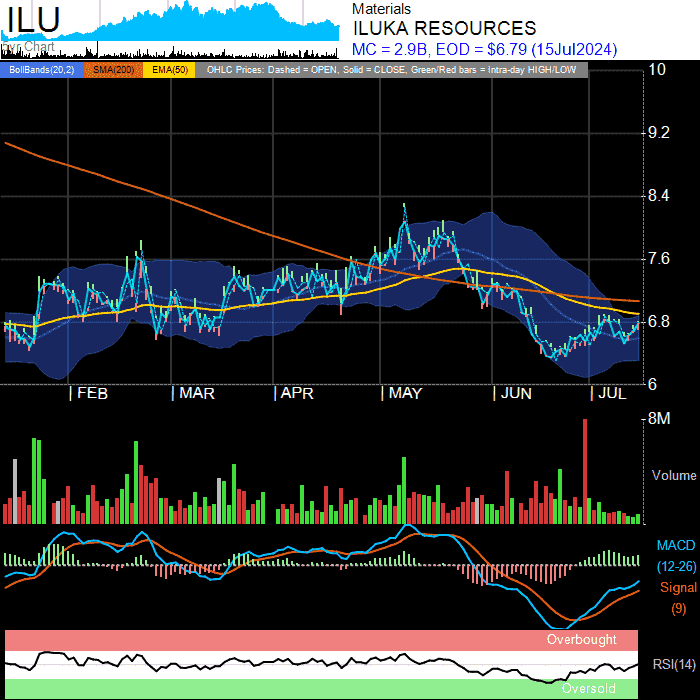 ILU
5yr Chart
Materials
ILUKA RESOURCES
MC = 2.9B, EOD = $6.79 (15Jul2024)
BollBands(20,2) SMA(200) EMA(50) OHLC Prices: Dashed = OPEN, Solid = CLOSE, Green/Red bars = Intra-day HIGH/LOW
10
9.2
8.4
7.6
6.8
6
| FEB | MAR | APR | MAY | JUN | JUL
8M
Volume
MACD
(12-26)
Signal
(9)
Overbought
RSI(14)
Oversold